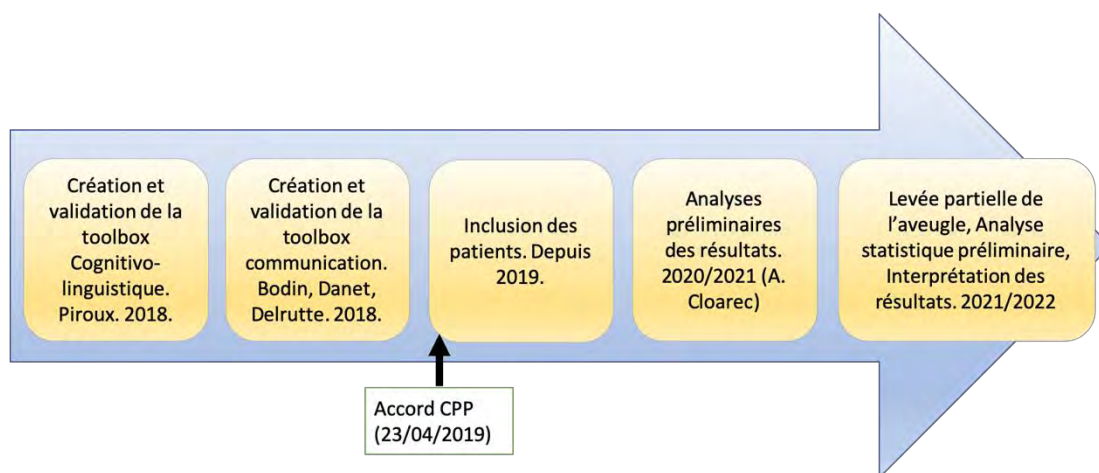 Création et
validation de la
toolbox
Cognitivo-
linguistique.
Piroux. 2018.
Création et
validation de la
toolbox
communication.
Bodin, Danet,
Delrutte. 2018.
Inclusion des
patients. Depuis
2019.
Analyses
préliminaires
des résultats.
2020/2021 (A.
Cloarec)
Levée partielle de
l’aveugle, Analyse
statistique préliminaire,
Interprétation des
résultats. 2021/2022
Accord CPP
(23/04/2019)